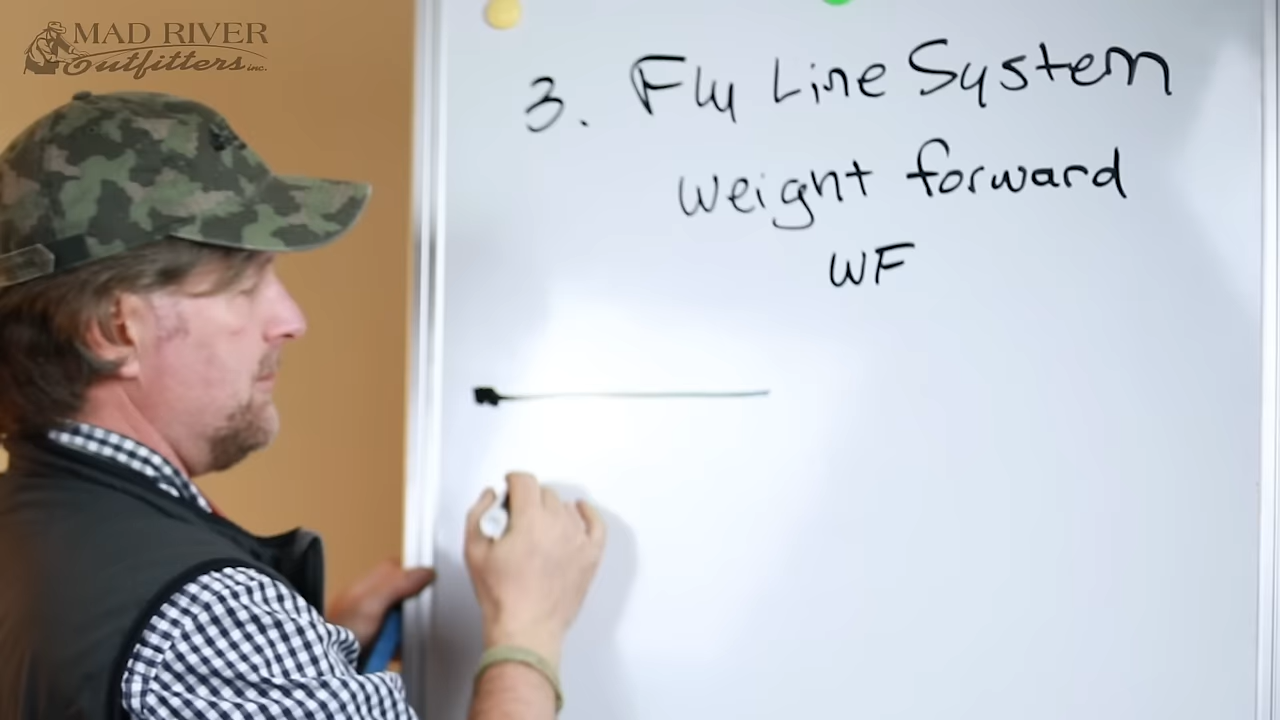 MAD RIVER
Outfitters inc.
3. Fly Line System
weight forward
WF